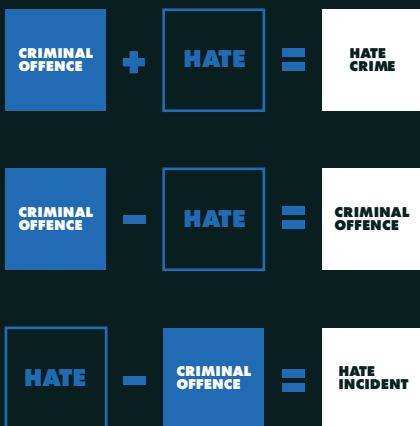 CRIMINAL
OFFENCE
+
HATE
=
HATE
CRIME
CRIMINAL
OFFENCE
-
HATE
=
CRIMINAL
OFFENCE
HATE
-
CRIMINAL
OFFENCE
=
HATE
INCIDENT